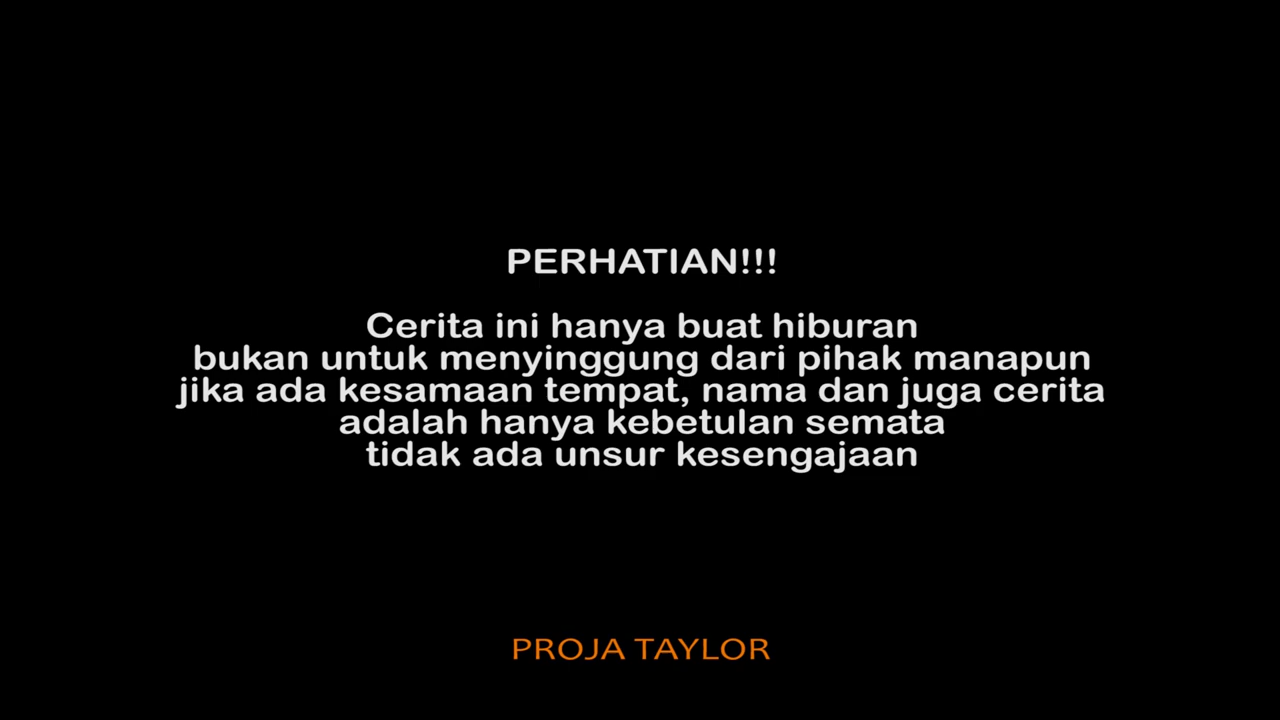 PERHATIAN!!!
Cerita ini hanya buat hiburan
bukan untuk menyinggung dari pihak manapun
jika ada kesamaan tempat, nama dan juga cerita
adalah hanya kebetulan semata
tidak ada unsur kesengajaan
PROJA TAYLOR